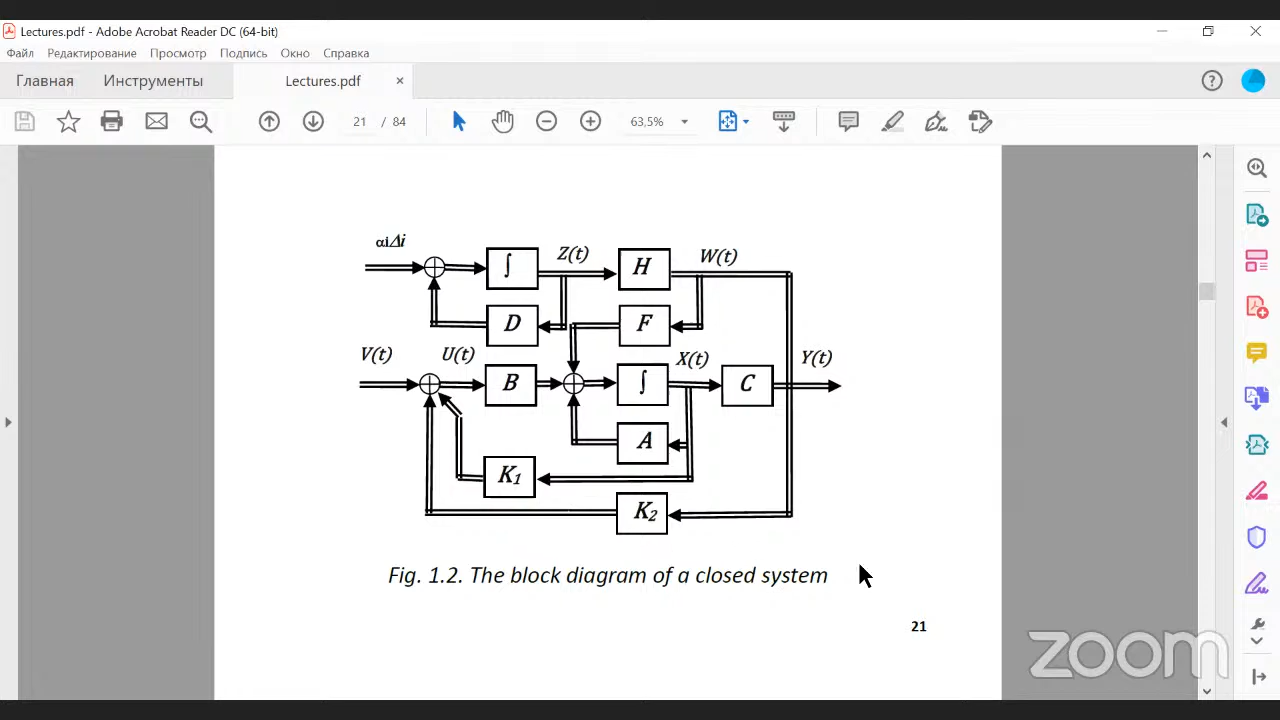 Lectures.pdf - Adobe Acrobat Reader DC (64-bit)
Файл Редактирование Просмотр Подпись Окно Справка
Главная Инструменты Lectures.pdf ×
21 / 84 63,5%
αiΔi ∫ Z(t) H W(t)
D F
V(t) U(t) B ∫ X(t) C Y(t)
A
K1
K2
Fig. 1.2. The block diagram of a closed system
21
zoom